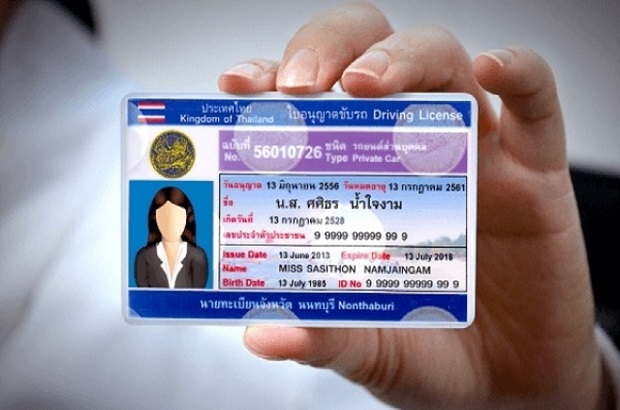 ประเทศไทย ใบอนุญาตขับรถ Driving License
Kingdom of Thailand
ฉบับที่ 56010726 ชนิด รถยนต์ส่วนบุคคล
No. Type Private Car
วันอนุญาต 13 มิถุนายน 2556 วันหมดอายุ 13 กรกฎาคม 2561
ชื่อ น.ส. ศศิธร น้ำใจงาม
เกิดวันที่ 13 กรกฎาคม 2528
เลขประจำตัวประชาชน 9 9999 99999 99 9
Issue Date 13 June 2013 Expire Date 13 July 2018
Name MISS SASITHON NAMJAINGAM
Birth Date 13 July 1985 ID No 9 9999 99999 99 9
นายทะเบียนจังหวัด นนทบุรี Nonthaburi